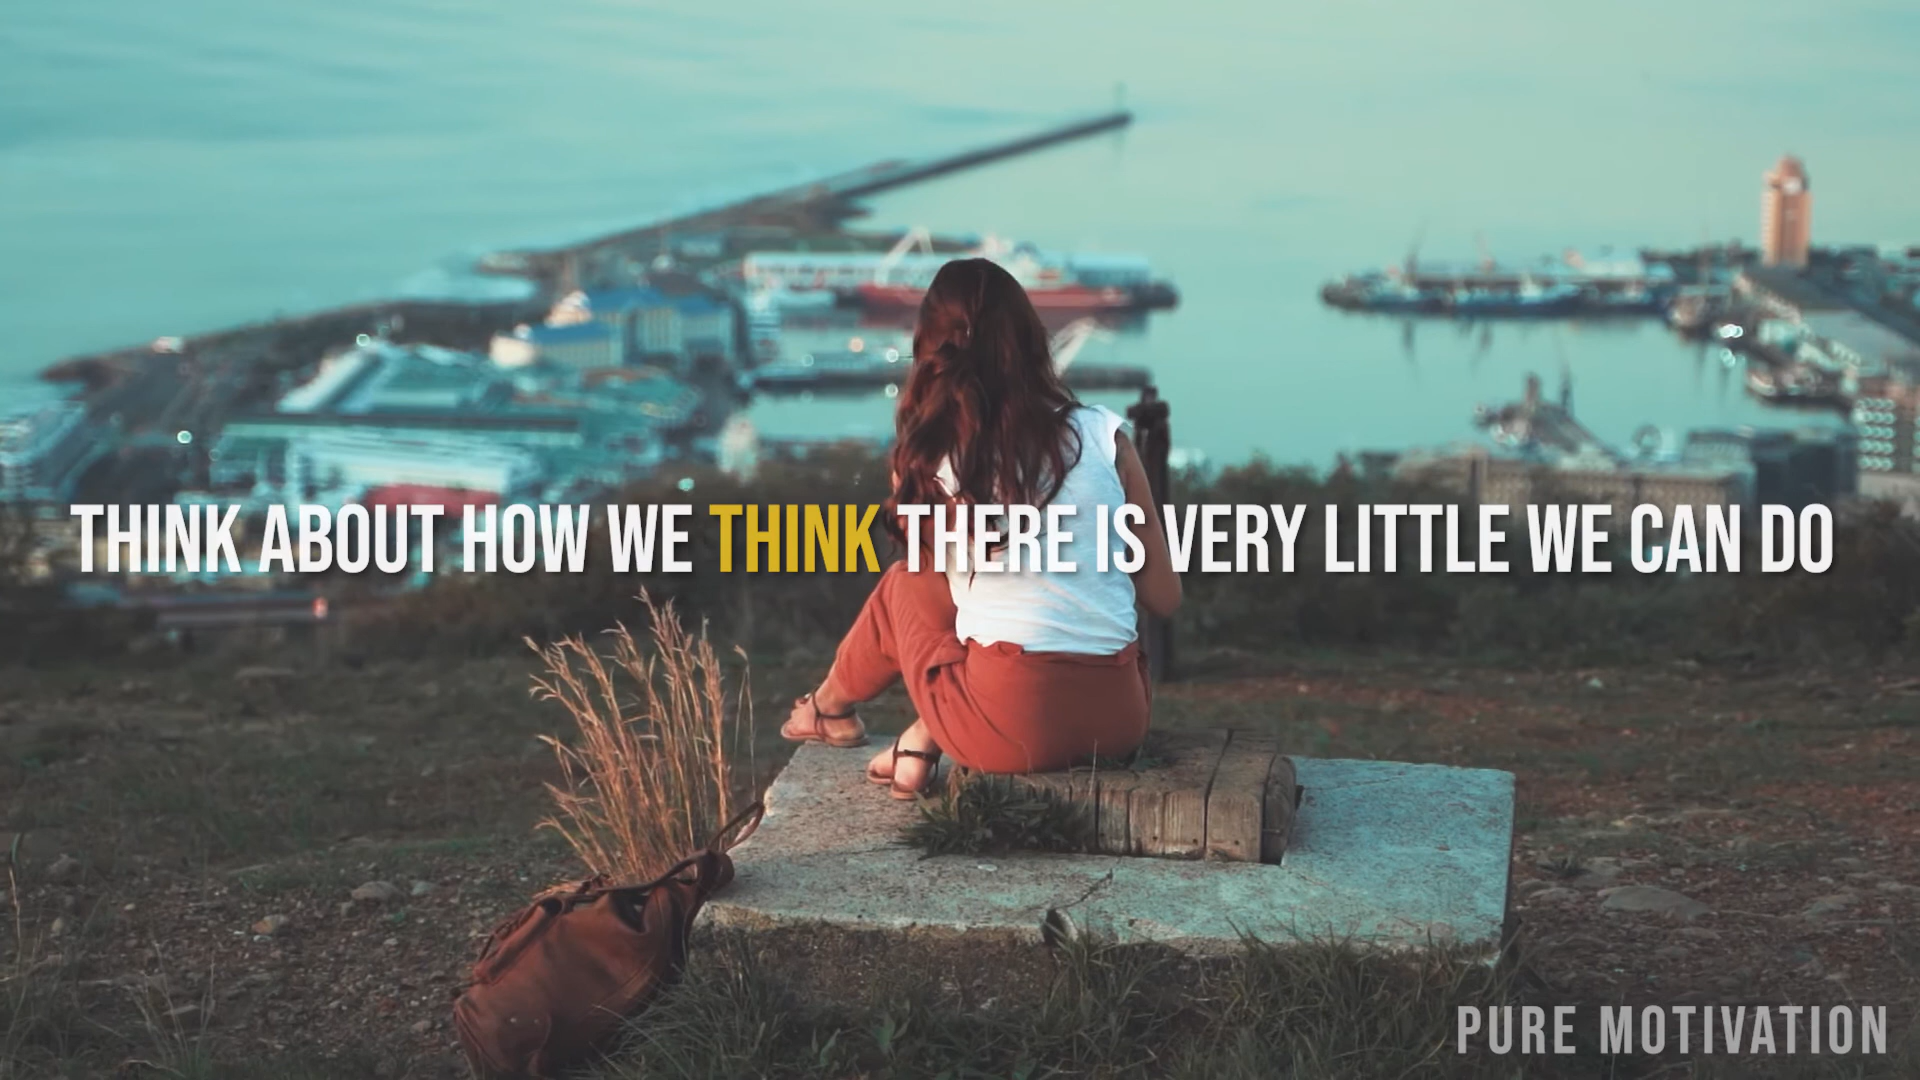 THINK ABOUT HOW WE THINK THERE IS VERY LITTLE WE CAN DO
PURE MOTIVATION